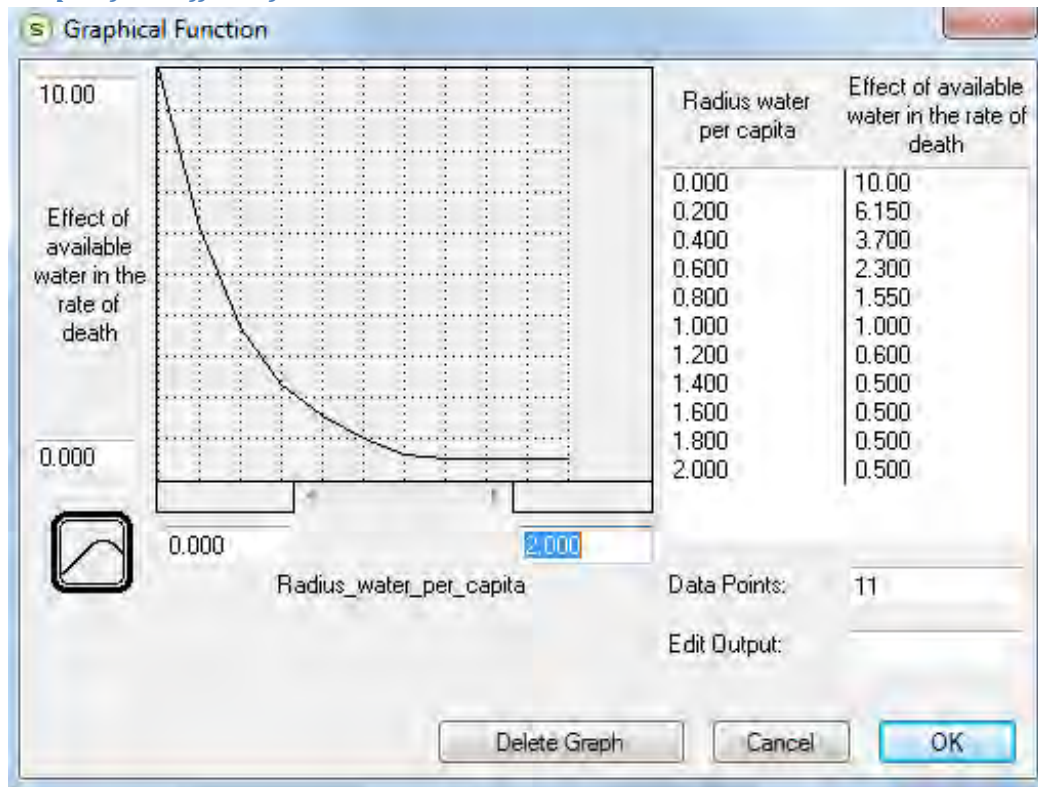 Graphical Function
10.00
Effect of
available
water in the
rate of
death
0.000
0.000
2.000
Radius_water_per_capita
Radius water
per capita
Effect of available
water in the rate of
death
0.000 10.00
0.200 6.150
0.400 3.700
0.600 2.300
0.800 1.550
1.000 1.000
1.200 0.600
1.400 0.500
1.600 0.500
1.800 0.500
2.000 0.500
Data Points: 11
Edit Output:
Delete Graph
Cancel
OK